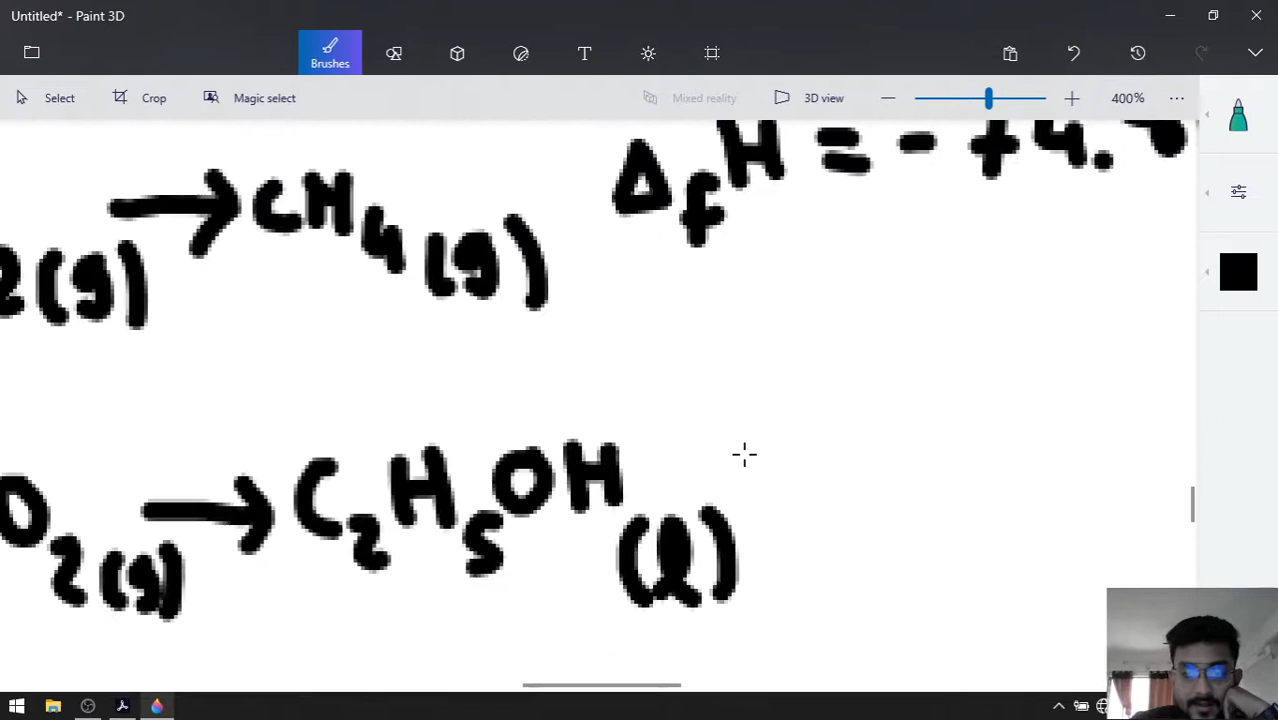 Untitled* - Paint 3D
Brushes
Select Crop Magic select Mixed reality 3D view 400%
ΔfH = - 74.
→ CH4 (g)
2 (g)
O2 (g) → C2H5OH (l)